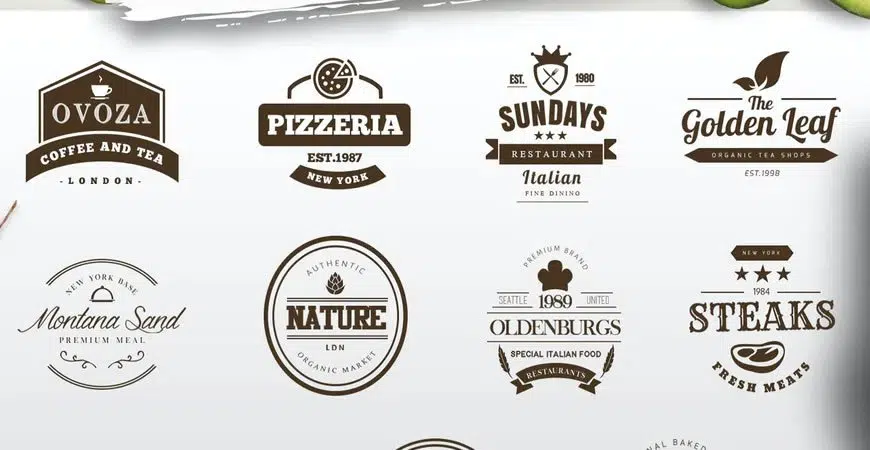 OVOZA
COFFEE AND TEA
- LONDON -
PIZZERIA
EST.1987
NEW YORK
EST. 1980
SUNDAYS
RESTAURANT
Italian
FINE DINING
The
Golden Leaf
ORGANIC TEA SHOPS
EST.1998
NEW YORK BASE
Montana Sand
PREMIUM MEAL
AUTHENTIC
NATURE
LDN
ORGANIC MARKET
PREMIUM BRAND
SEATTLE 1989 UNITED
OLDENBURGS
SPECIAL ITALIAN FOOD
RESTAURANTS
NEW YORK
1984
STEAKS
FRESH MEATS
BAKED